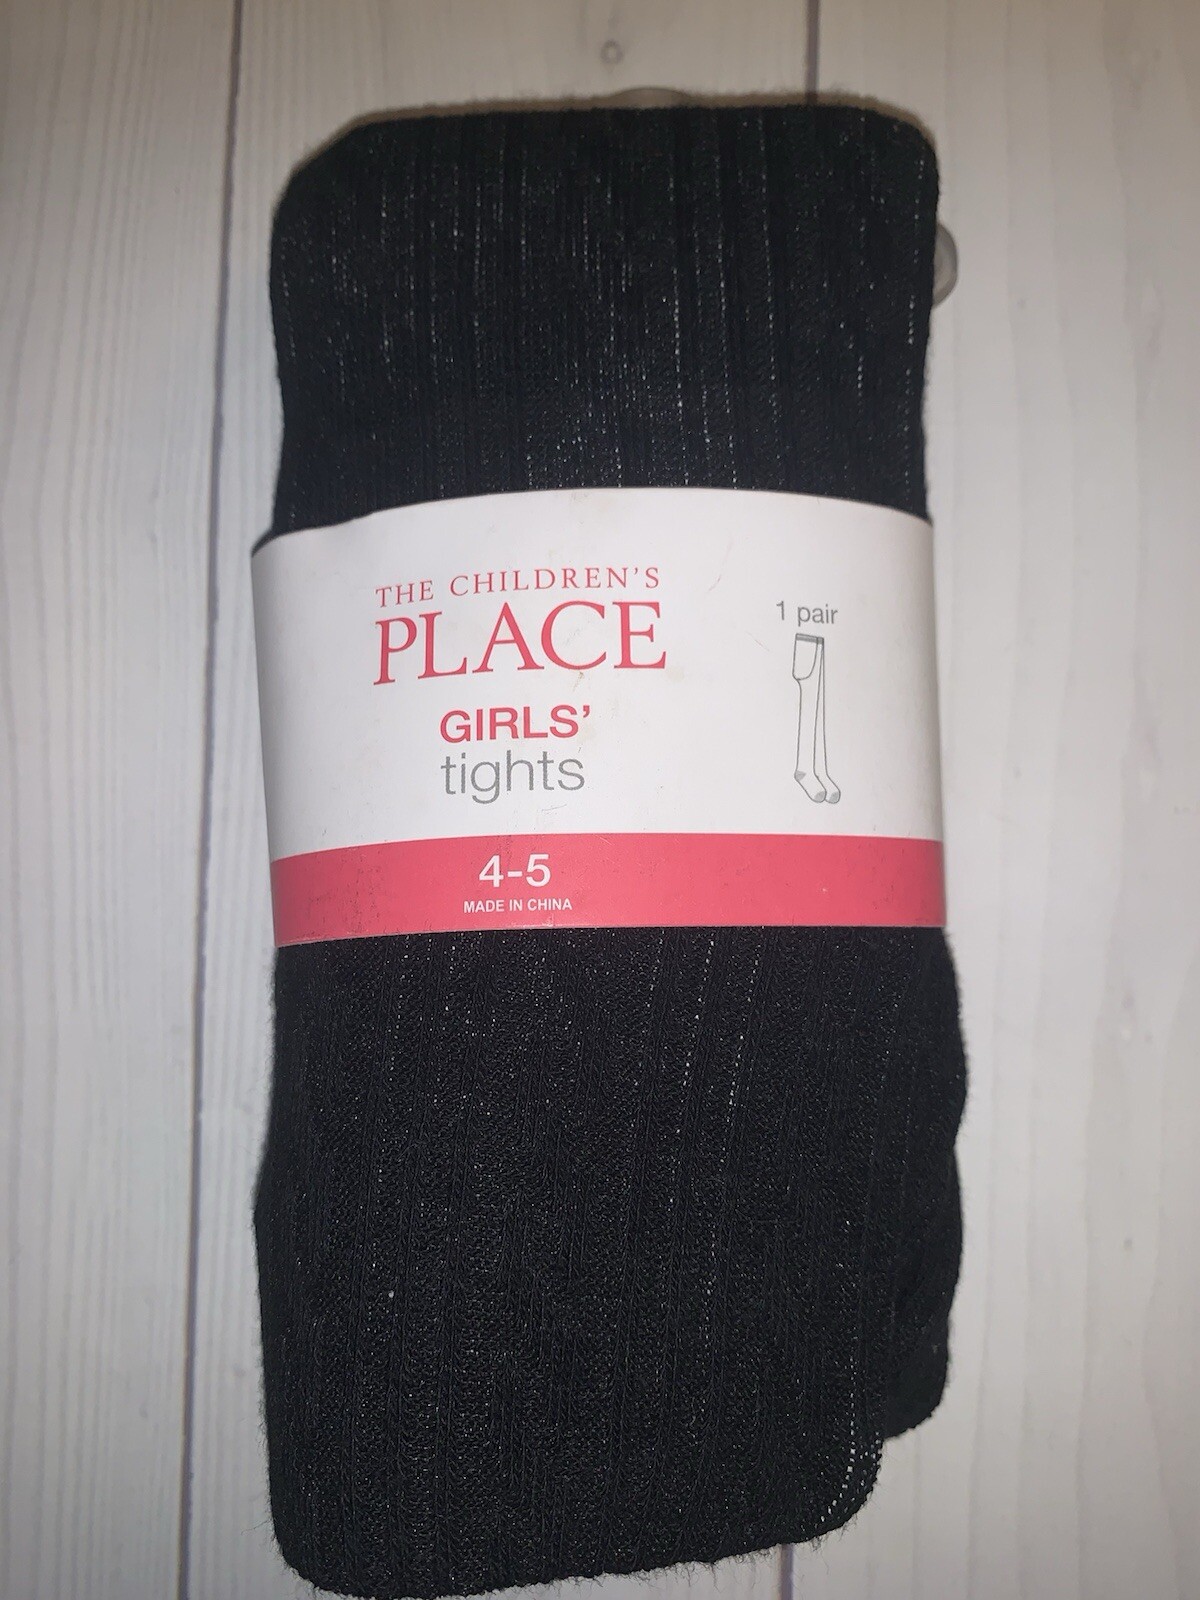 THE CHILDREN'S
PLACE
GIRLS'
tights
1 pair
4-5
MADE IN CHINA